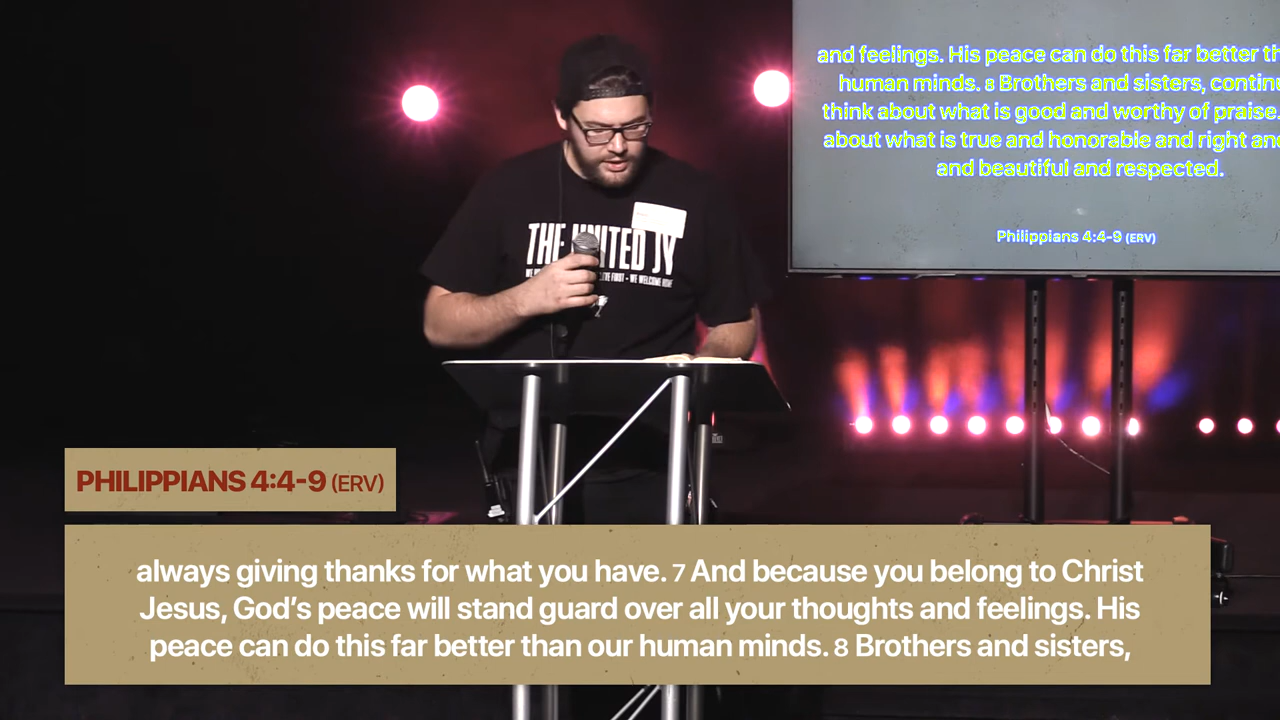 and feelings. His peace can do this far better
human minds. 8 Brothers and sisters,
think about what is good and worthy of praise.
about what is true and honorable and right
and beautiful and respected.
Philippians 4:4-9 (ERV)
THE UNITED
PHILIPPIANS 4:4-9 (ERV)
always giving thanks for what you have. 7 And because you belong to Christ
Jesus, God’s peace will stand guard over all your thoughts and feelings. His
peace can do this far better than our human minds. 8 Brothers and sisters,